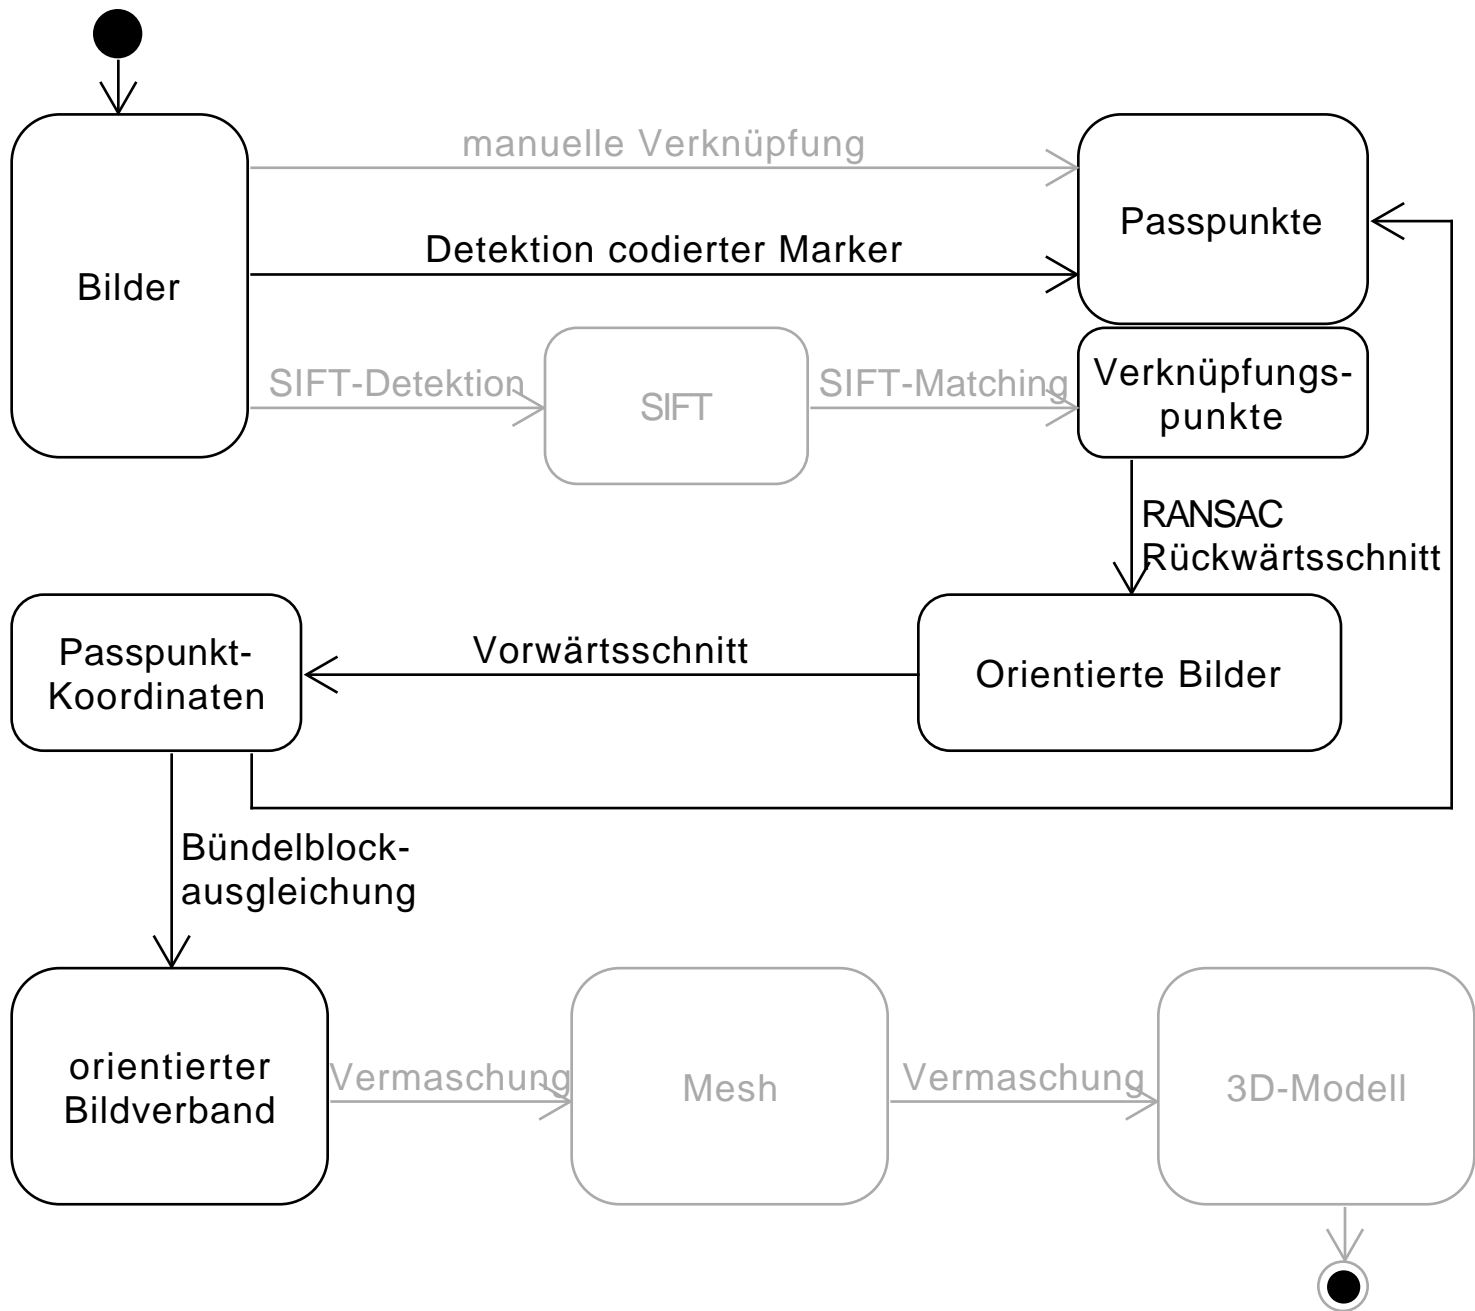 manuelle Verknüpfung
Passpunkte
Detektion codierter Marker
Bilder
SIFT-Detektion
SIFT
SIFT-Matching
Verknüpfungs-
punkte
RANSAC
Rückwärtsschnitt
Passpunkt-
Koordinaten
Vorwärtsschnitt
Orientierte Bilder
Bündelblock-
ausgleichung
orientierter
Bildverband
Vermaschung
Mesh
Vermaschung
3D-Modell